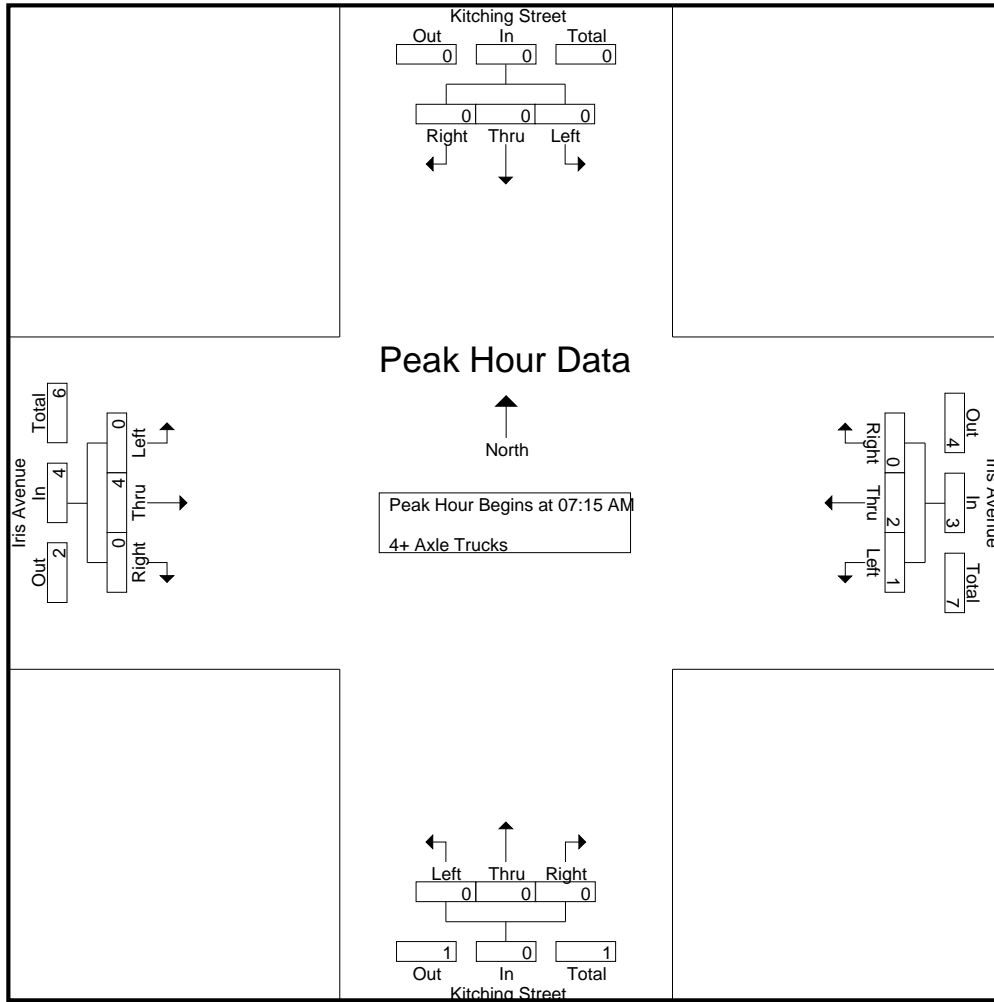 Kitching Street
Out In Total
0 0 0
0 0 0
Right Thru Left
Peak Hour Data
North
Peak Hour Begins at 07:15 AM
4+ Axle Trucks
Iris Avenue
Out In Total
2 4 6
Left Thru Right
0 4 0
Iris Avenue
Out In Total
4 3 7
Right Thru Left
0 2 1
Left Thru Right
0 0 0
1 0 1
Out In Total
Kitching Street